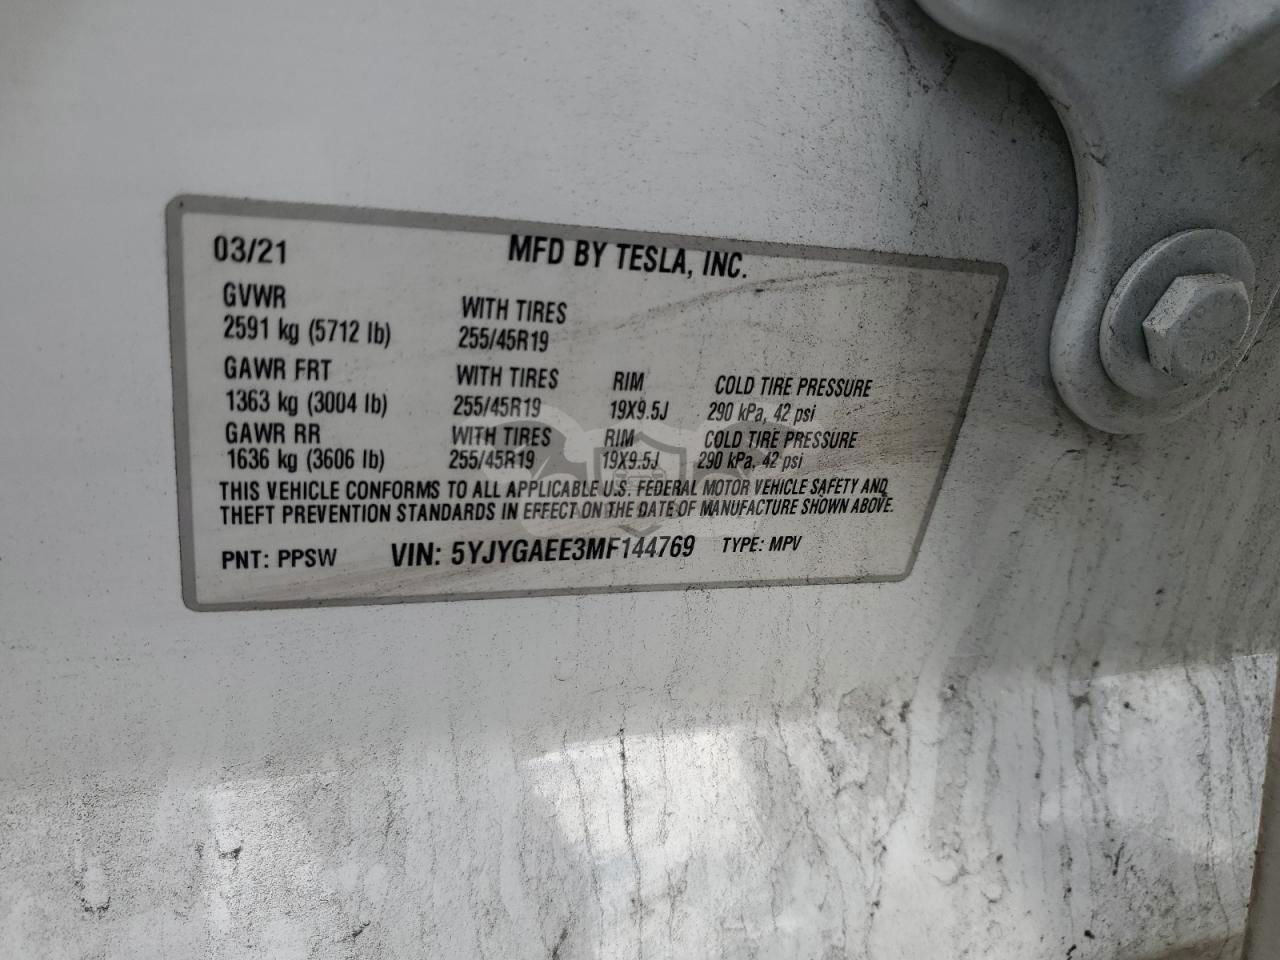 03/21 MFD BY TESLA, INC.
GVWR WITH TIRES
2591 kg (5712 lb) 255/45R19
GAWR FRT WITH TIRES RIM COLD TIRE PRESSURE
1363 kg (3004 lb) 255/45R19 19X9.5J 290 kPa, 42 psi
GAWR RR WITH TIRES RIM COLD TIRE PRESSURE
1636 kg (3606 lb) 255/45R19 19X9.5J 290 kPa, 42 psi
THIS VEHICLE CONFORMS TO ALL APPLICABLE U.S. FEDERAL MOTOR VEHICLE SAFETY AND
THEFT PREVENTION STANDARDS IN EFFECT ON THE DATE OF MANUFACTURE SHOWN ABOVE.
PNT: PPSW VIN: 5YJYGAEE3MF144769 TYPE: MPV